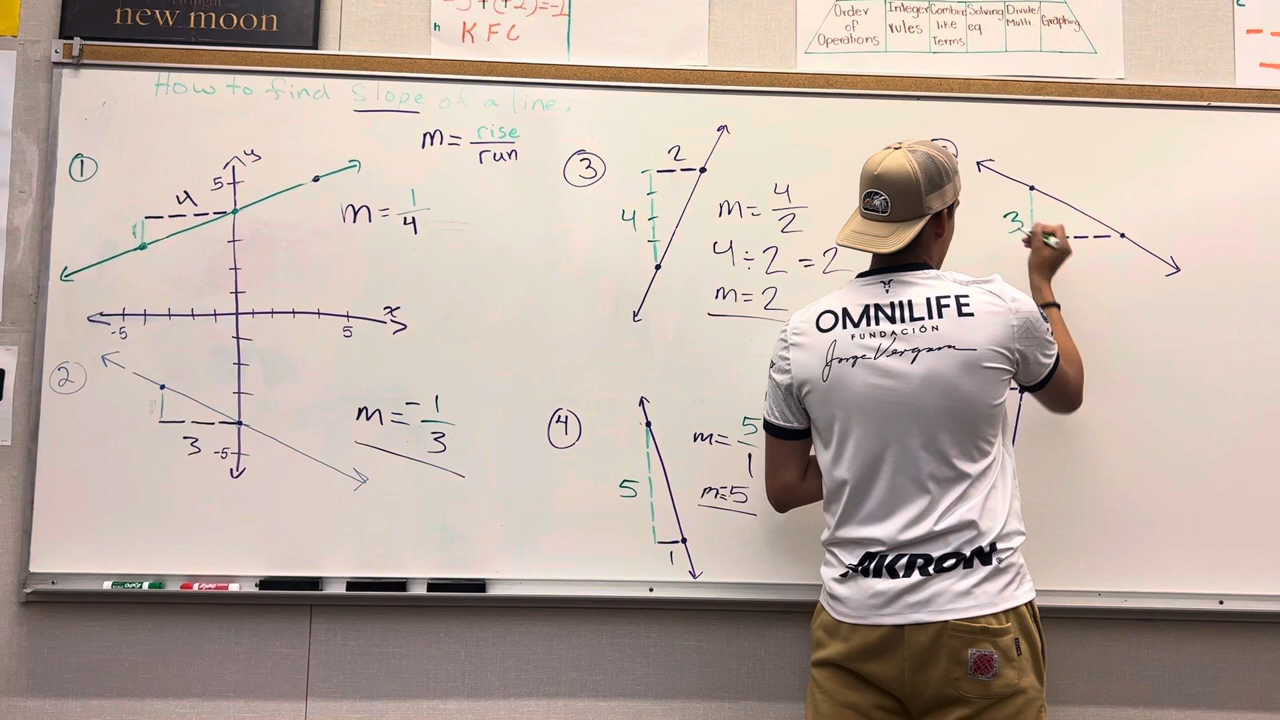 new moon
KFC
Order of Operations
Integer rules
Combine like Terms
Solving eq
Divide/ Multi.
Graphing
How to find Slope of a line.
m = rise/run
1
y
5
4
1
m = 1/4
-5
5
x
2
3
-5
m = -1/3
3
2
4
m = 4/2
4 ÷ 2 = 2
m = 2
4
5
1
m = 5/1
m=5
3
OMNILIFE
FUNDACIÓN
Jorge Vergara
AKRON